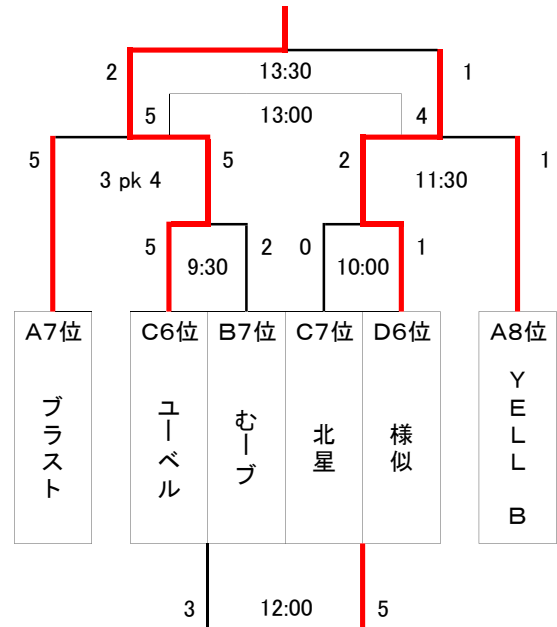 2 13:30 1
5 13:00 4
5 3 pk 4 5 2 11:30 1
5 9:30 2 0 10:00 1
A7位 C6位 B7位 C7位 D6位 A8位
ブラスト
ユーベル
むーブ
北星
様似
YELL B
3 12:00 5